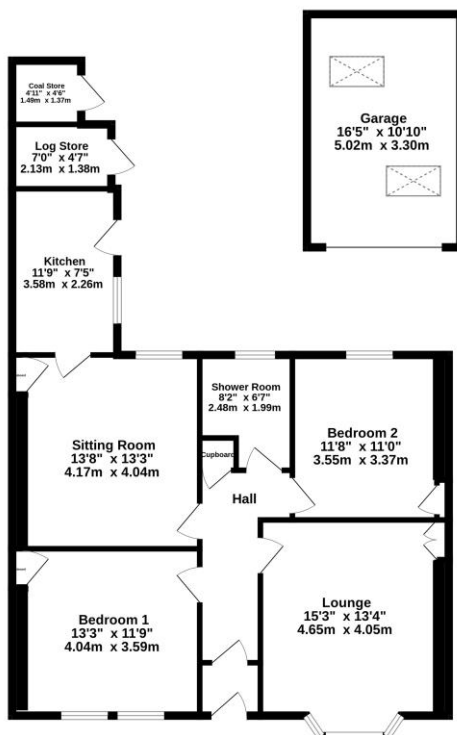 Coal Store
4'11" x 4'6"
1.49m x 1.37m
Log Store
7'0" x 4'7"
2.13m x 1.38m
Garage
16'5" x 10'10"
5.02m x 3.30m
Kitchen
11'9" x 7'5"
3.58m x 2.26m
Shower Room
8'2" x 6'7"
2.48m x 1.99m
Sitting Room
13'8" x 13'3"
4.17m x 4.04m
Cupboard
Bedroom 2
11'8" x 11'0"
3.55m x 3.37m
Hall
Bedroom 1
13'3" x 11'9"
4.04m x 3.59m
Lounge
15'3" x 13'4"
4.65m x 4.05m